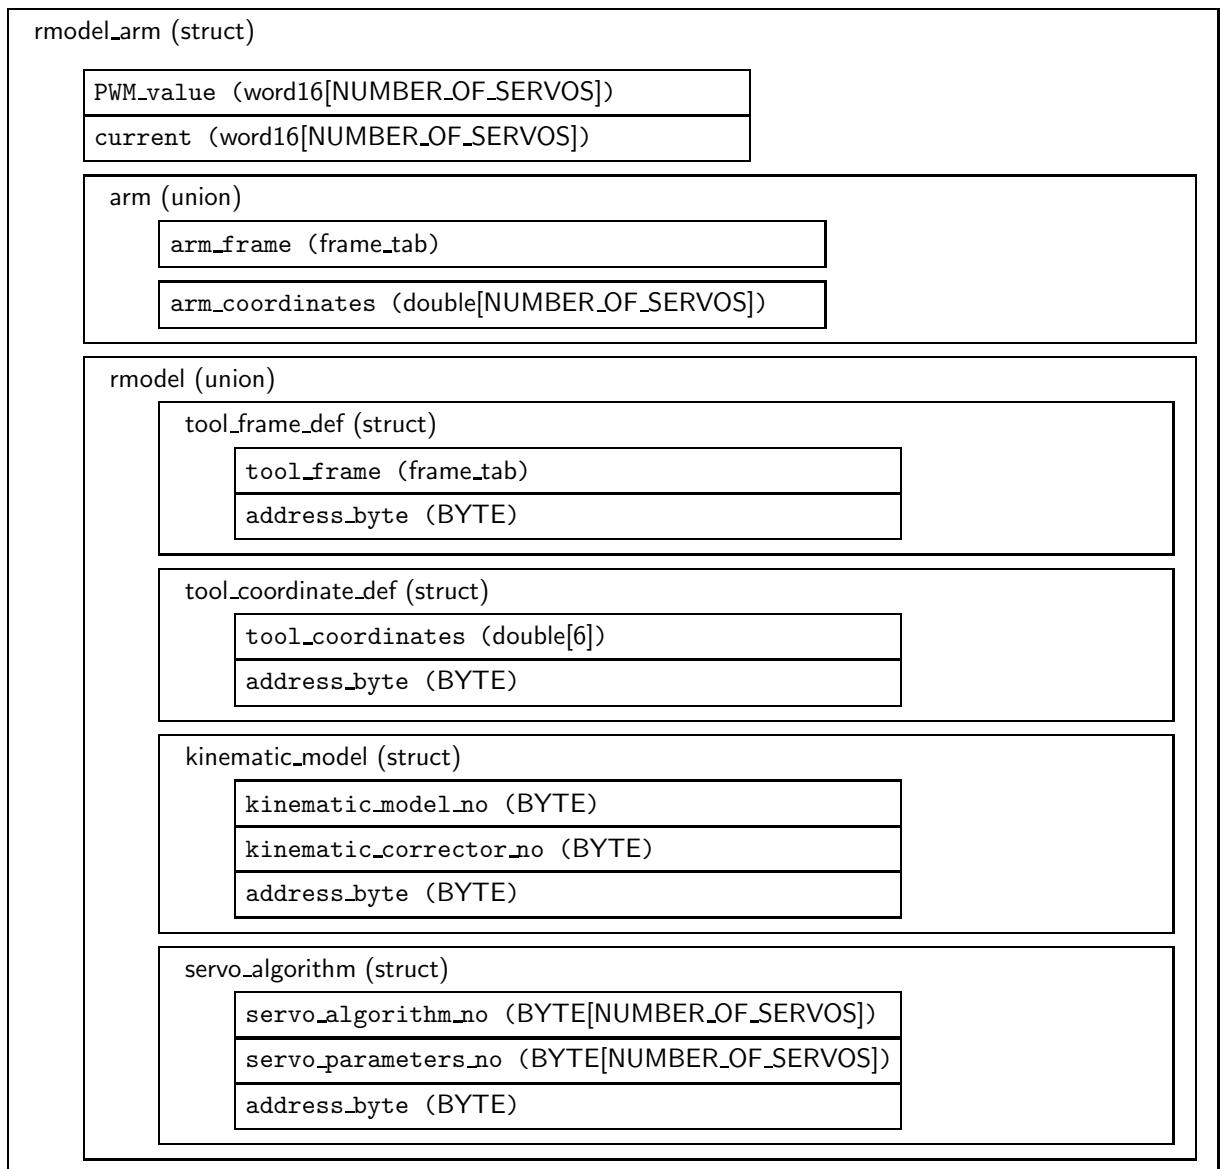 rmodel_arm (struct)
PWM_value (word16[NUMBER_OF_SERVOS])
current (word16[NUMBER_OF_SERVOS])
arm (union)
arm_frame (frame_tab)
arm_coordinates (double[NUMBER_OF_SERVOS])
rmodel (union)
tool_frame_def (struct)
tool_frame (frame_tab)
address_byte (BYTE)
tool_coordinate_def (struct)
tool_coordinates (double[6])
address_byte (BYTE)
kinematic_model (struct)
kinematic_model_no (BYTE)
kinematic_corrector_no (BYTE)
address_byte (BYTE)
servo_algorithm (struct)
servo_algorithm_no (BYTE[NUMBER_OF_SERVOS])
servo_parameters_no (BYTE[NUMBER_OF_SERVOS])
address_byte (BYTE)